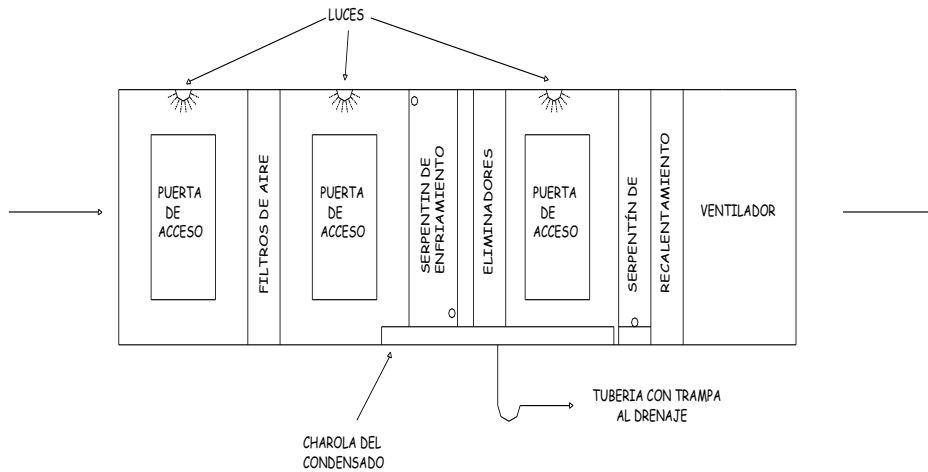 LUCES
PUERTA
DE
ACCESO
FILTROS DE AIRE
PUERTA
DE
ACCESO
SERPENTIN DE
ENFRIAMIENTO
ELIMINADORES
PUERTA
DE
ACCESO
SERPENTÍN DE
RECALENTAMIENTO
VENTILADOR
TUBERIA CON TRAMPA
AL DRENAJE
CHAROLA DEL
CONDENSADO